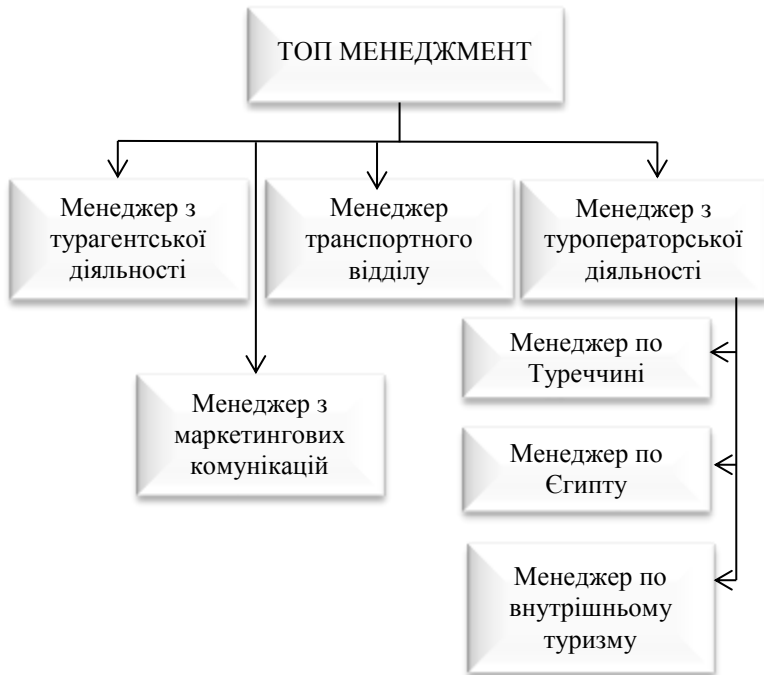 ТОП МЕНЕДЖМЕНТ
Менеджер з
турагентської
діяльності
Менеджер
транспортного
відділу
Менеджер з
туроператорської
діяльності
Менеджер по
Туреччині
Менеджер з
маркетингових
комунікацій
Менеджер по
Єгипту
Менеджер по
внутрішньому
туризму